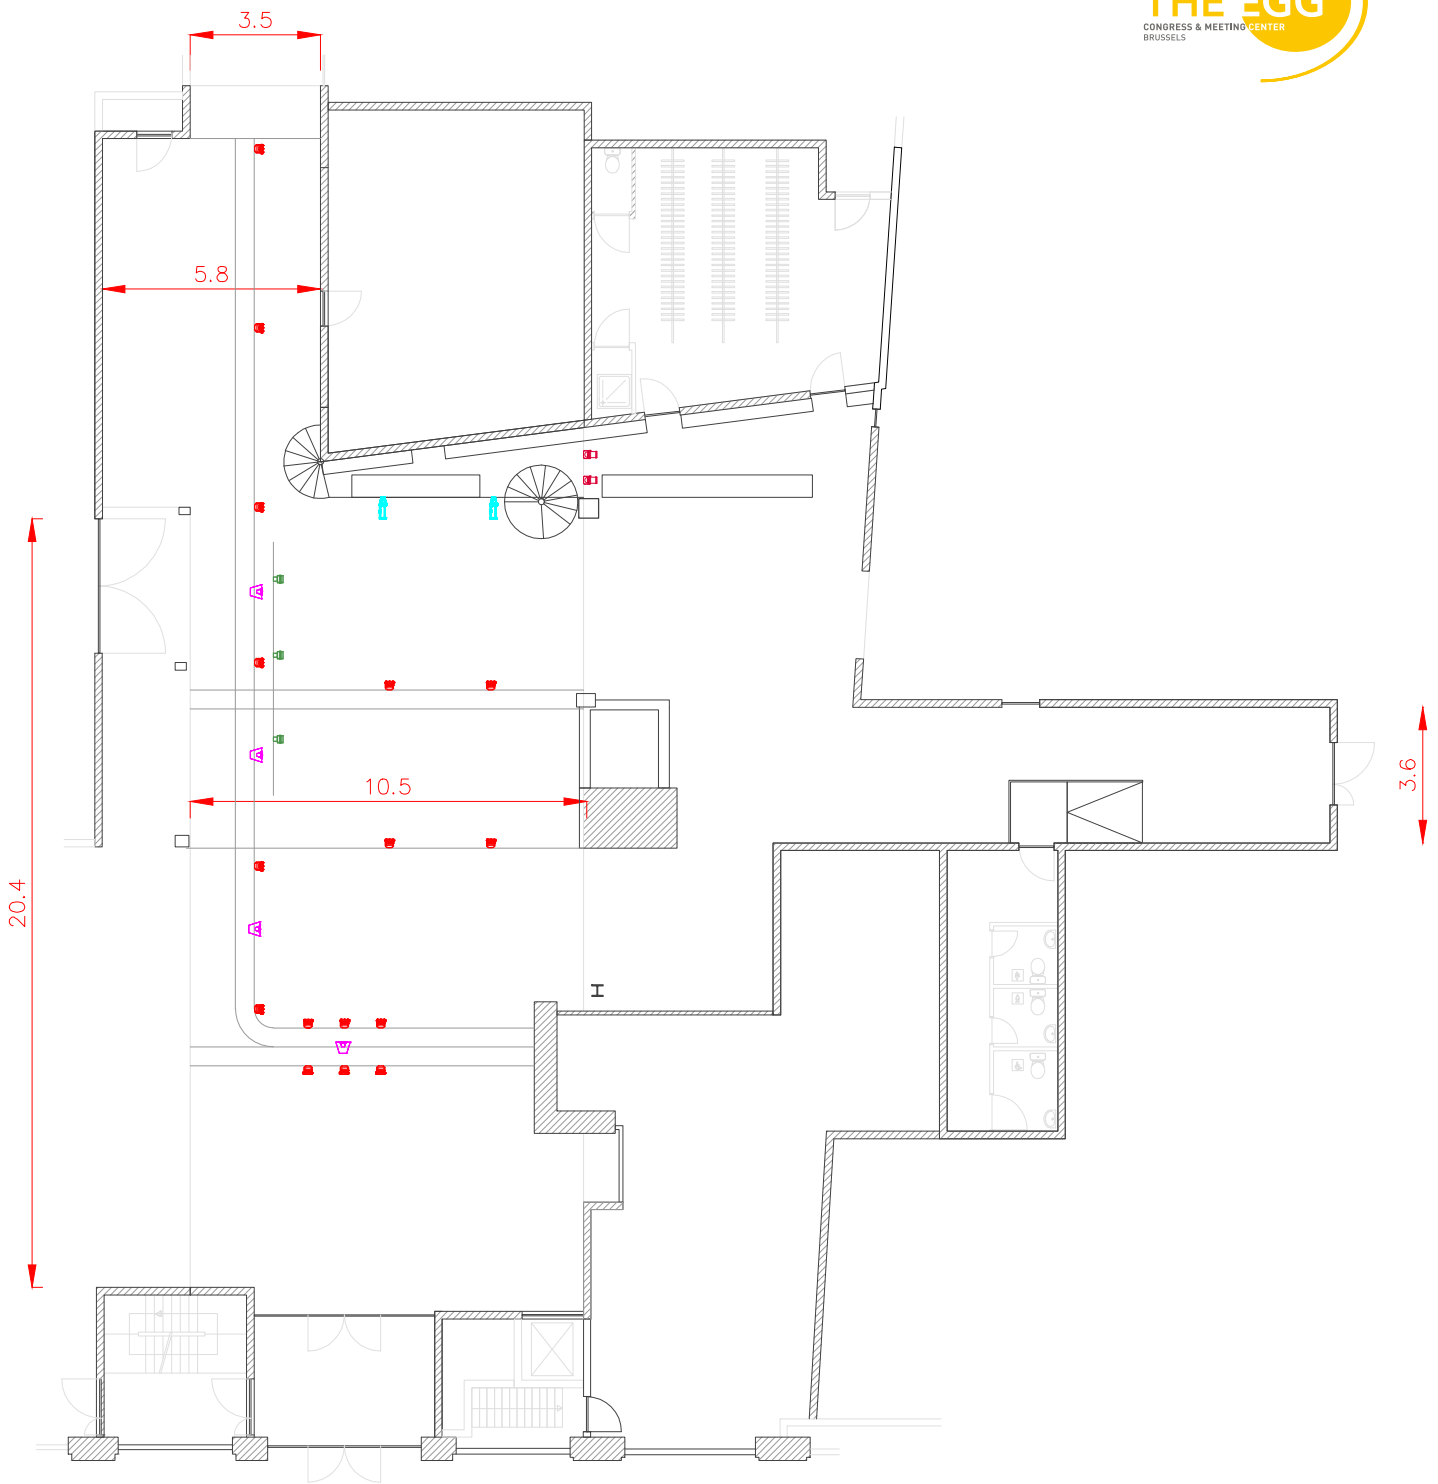 THE EGG
CONGRESS & MEETING CENTER
BRUSSELS
3.5
5.8
10.5
3.6
20.4
H